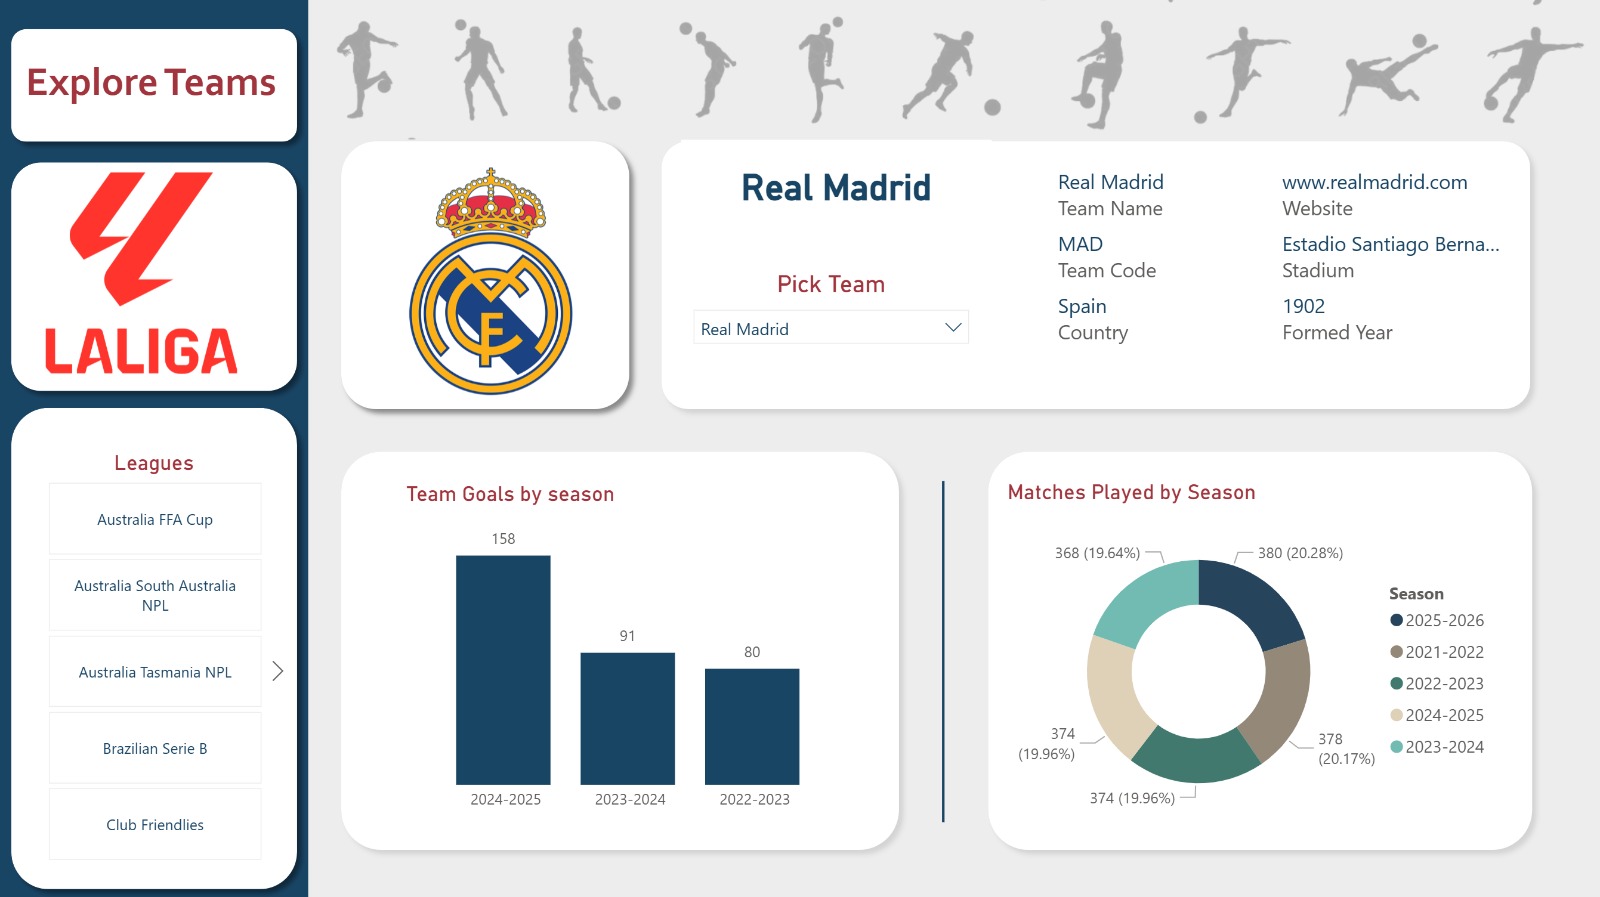 Explore Teams
LALIGA
Leagues
Australia FFA Cup
Australia South Australia
NPL
Australia Tasmania NPL
Brazilian Serie B
Club Friendlies
Real Madrid
Pick Team
Real Madrid
Real Madrid
Team Name
MAD
Team Code
Spain
Country
www.realmadrid.com
Website
Estadio Santiago Berna...
Stadium
1902
Formed Year
Team Goals by season
158
91
80
2024-2025
2023-2024
2022-2023
Matches Played by Season
368 (19.64%)
380 (20.28%)
374
(19.96%)
378
(20.17%)
374 (19.96%)
Season
2025-2026
2021-2022
2022-2023
2024-2025
2023-2024